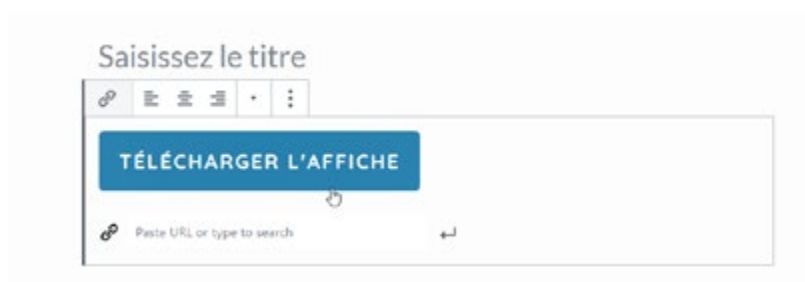 Saisissez le titre
TÉLÉCHARGER L'AFFICHE
Paste URL or type to search